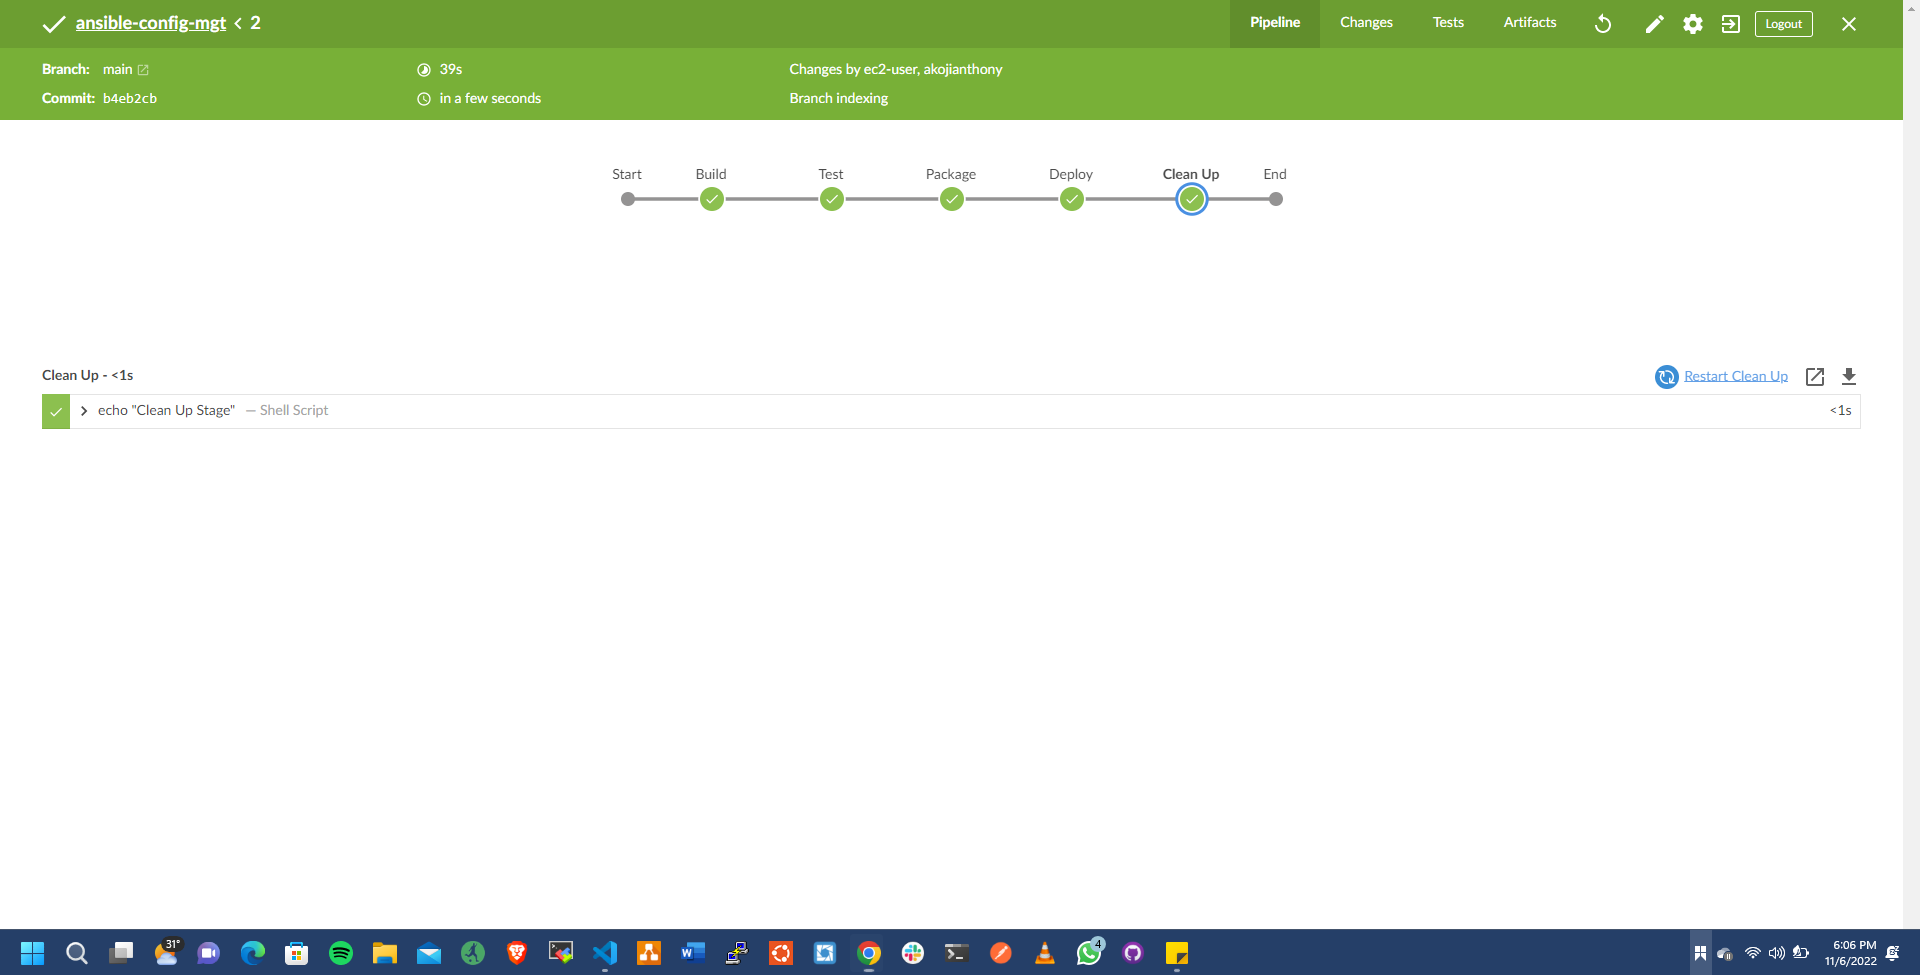 ansible-config-mgt < 2
Pipeline Changes Tests Artifacts Logout
Branch: main 39s Changes by ec2-user, akojianthony
Commit: b4eb2cb in a few seconds Branch indexing
Start Build Test Package Deploy Clean Up End
Clean Up - <1s Restart Clean Up
echo "Clean Up Stage" — Shell Script <1s
31°
4
6:06 PM
11/6/2022